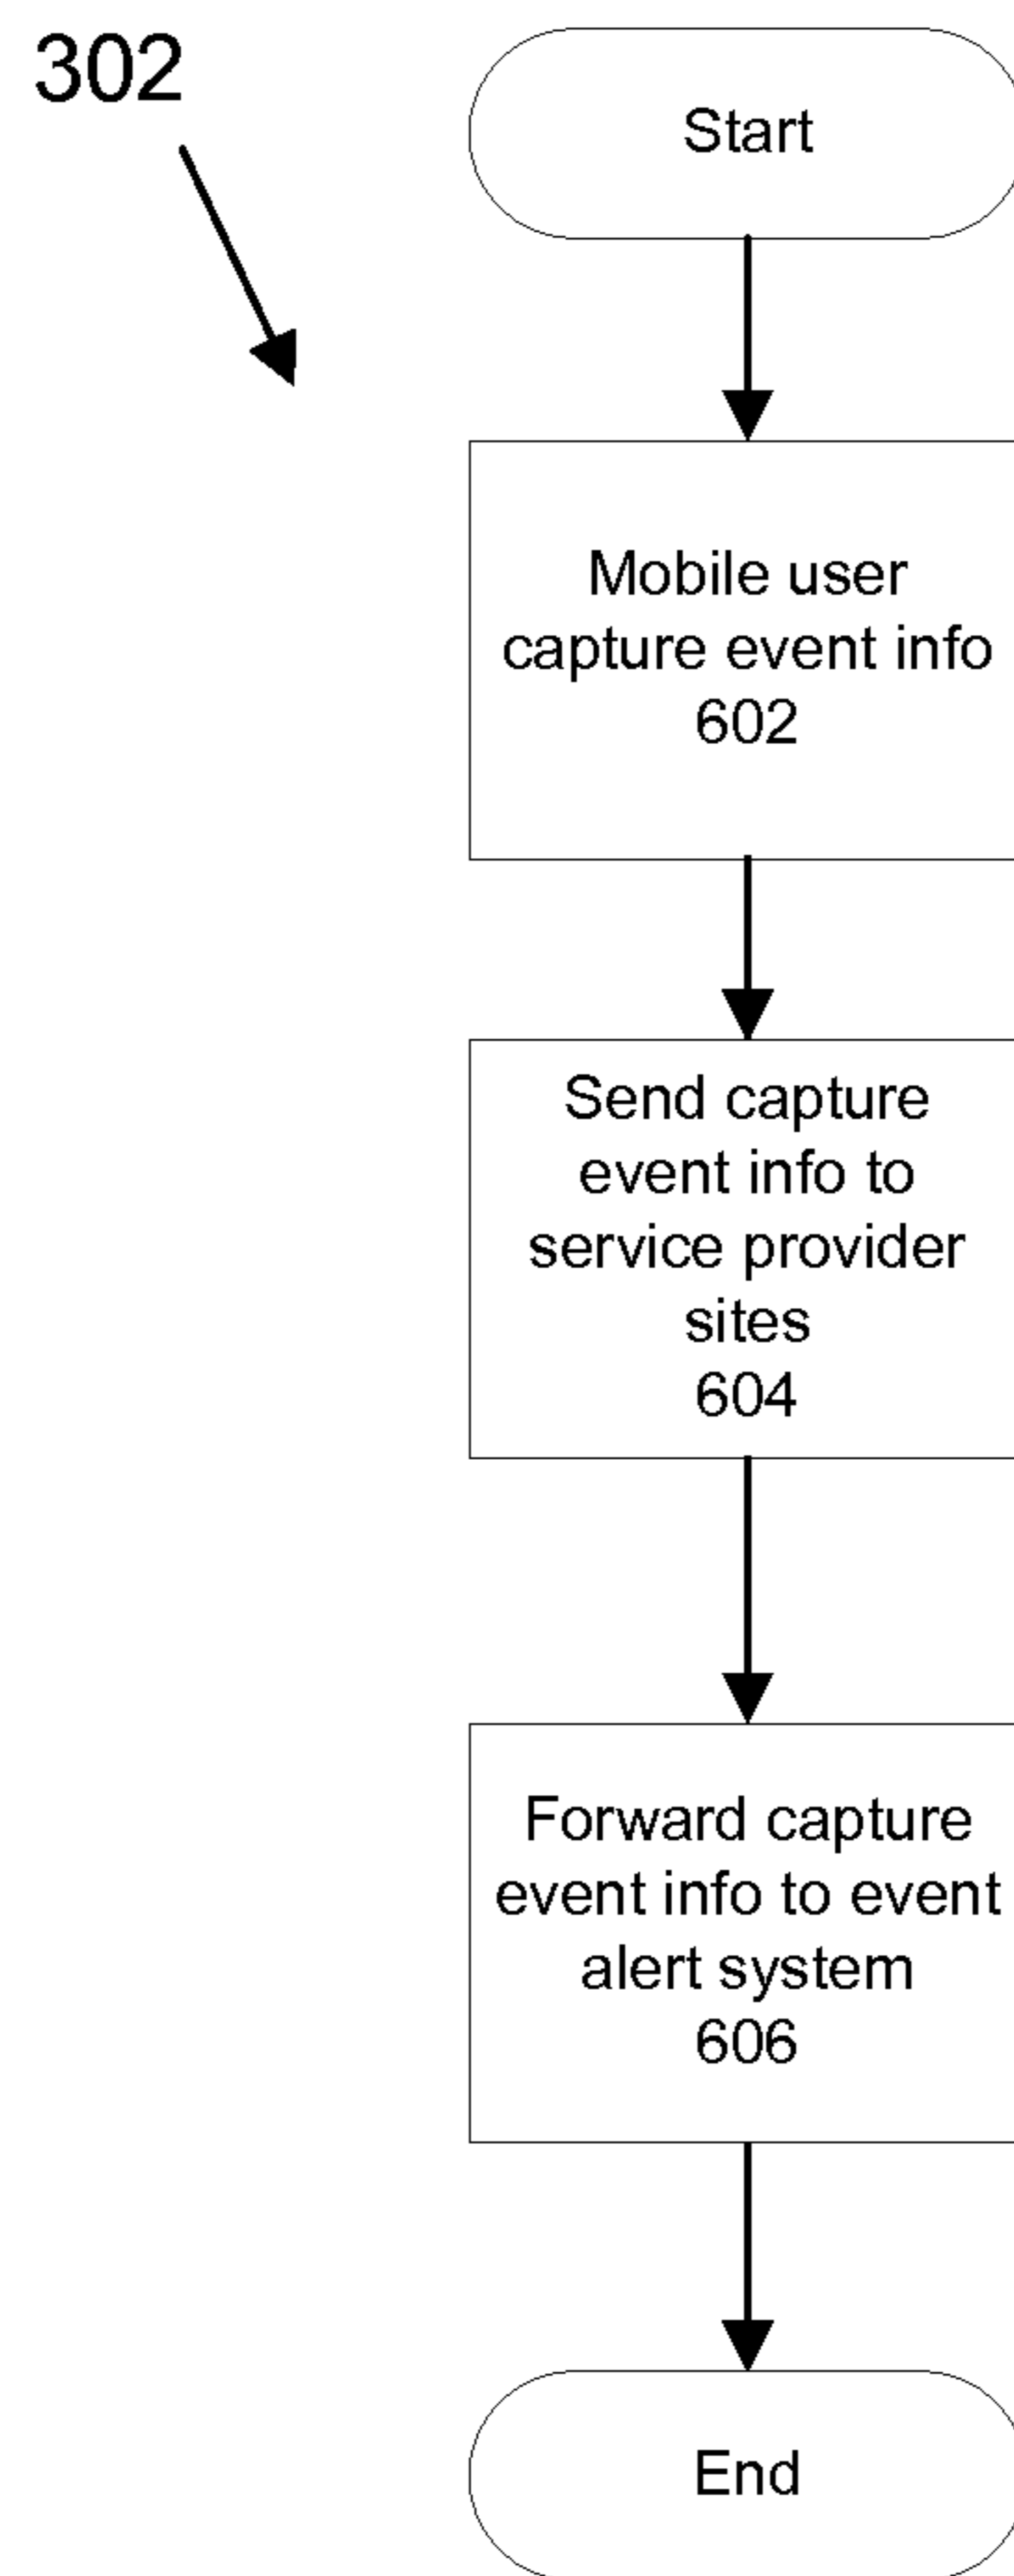 302
Start
Mobile user
capture event info
602
Send capture
event info to
service provider
sites
604
Forward capture
event info to event
alert system
606
End